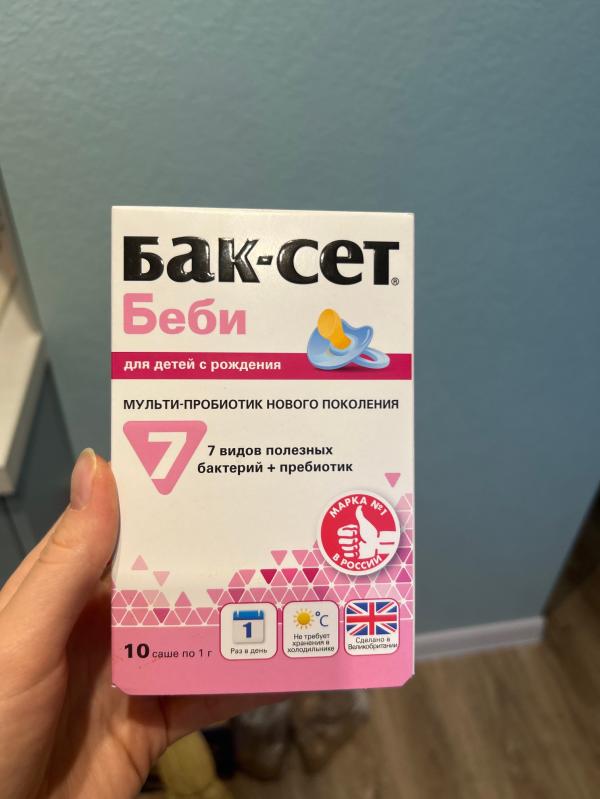 Бак-сет®
Беби
для детей с рождения
МУЛЬТИ-ПРОБИОТИК НОВОГО ПОКОЛЕНИЯ
7
7 видов полезных
бактерий + пребиотик
МАРКА №1
В РОССИИ
1
°C
10 саше по 1 г
Раз в день
Не требует
хранения в
холодильнике
Сделано в
Великобритании